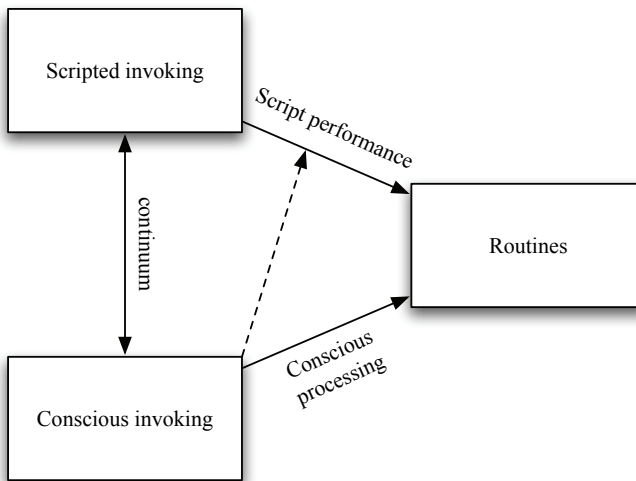 Scripted invoking
Script performance
continuum
Routines
Conscious
processing
Conscious invoking